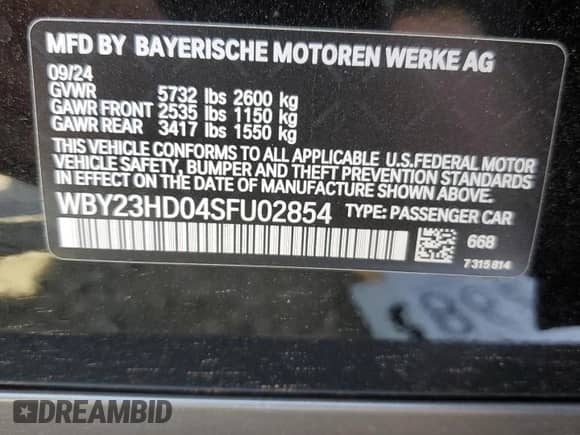 MFD BY BAYERISCHE MOTOREN WERKE AG
09/24
GVWR 5732 lbs 2600 kg
GAWR FRONT 2535 lbs 1150 kg
GAWR REAR 3417 lbs 1550 kg
THIS VEHICLE CONFORMS TO ALL APPLICABLE U.S.FEDERAL MOTOR
VEHICLE SAFETY, BUMPER AND THEFT PREVENTION STANDARDS
IN EFFECT ON THE DATE OF MANUFACTURE SHOWN ABOVE.
WBY23HD04SFU02854 TYPE: PASSENGER CAR
668
7315814
DREAMBID